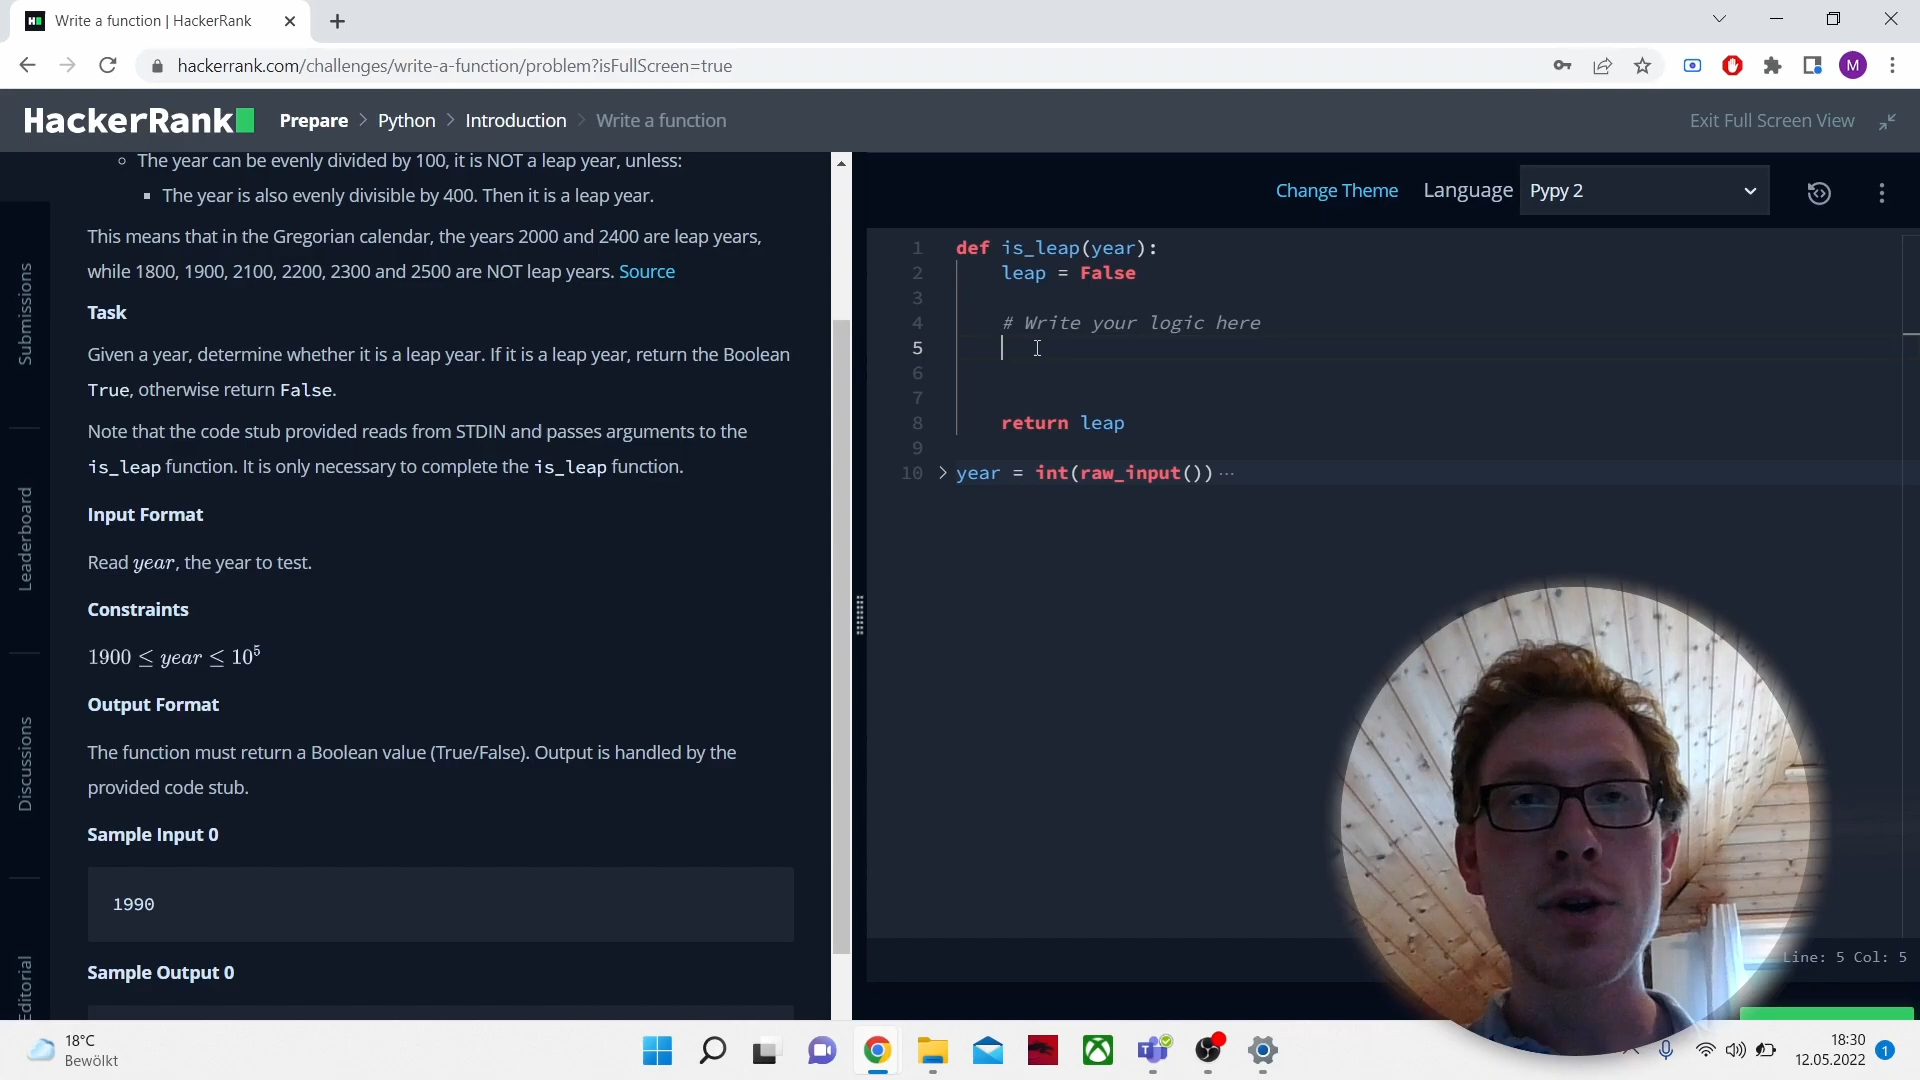 Write a function | HackerRank
hackerrank.com/challenges/write-a-function/problem?isFullScreen=true
M
HackerRank
Prepare > Python > Introduction > Write a function
Exit Full Screen View
Submissions
Leaderboard
Discussions
Editorial
The year can be evenly divided by 100, it is NOT a leap year, unless:
The year is also evenly divisible by 400. Then it is a leap year.
This means that in the Gregorian calendar, the years 2000 and 2400 are leap years,
while 1800, 1900, 2100, 2200, 2300 and 2500 are NOT leap years. Source
Task
Given a year, determine whether it is a leap year. If it is a leap year, return the Boolean
True, otherwise return False.
Note that the code stub provided reads from STDIN and passes arguments to the
is_leap function. It is only necessary to complete the is_leap function.
Input Format
Read year, the year to test.
Constraints
1900 ≤ year ≤ 10⁵
Output Format
The function must return a Boolean value (True/False). Output is handled by the
provided code stub.
Sample Input 0
1990
Sample Output 0
Change Theme Language Pypy 2
1 def is_leap(year):
2 leap = False
3
4 # Write your logic here
5
6
7
8 return leap
9
10 > year = int(raw_input()) ···
Line: 5 Col: 5
18°C
Bewölkt
18:30
12.05.2022
1